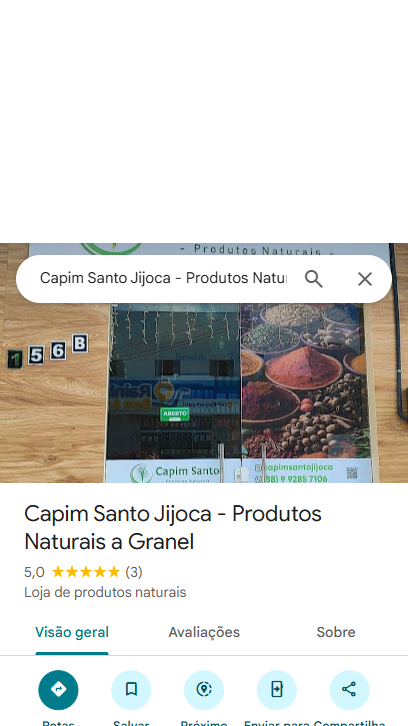 - Produtos Naturais -
Capim Santo Jijoca - Produtos Natur
1 5 6 B
ABERTO
Capim Santo
capimsantojijoca
(88) 9 9285 7106
Capim Santo Jijoca - Produtos
Naturais a Granel
5,0 ★★★★★ (3)
Loja de produtos naturais
Visão geral
Avaliações
Sobre
Rotas
Salvar
Próximo
Enviar para
Compartilha